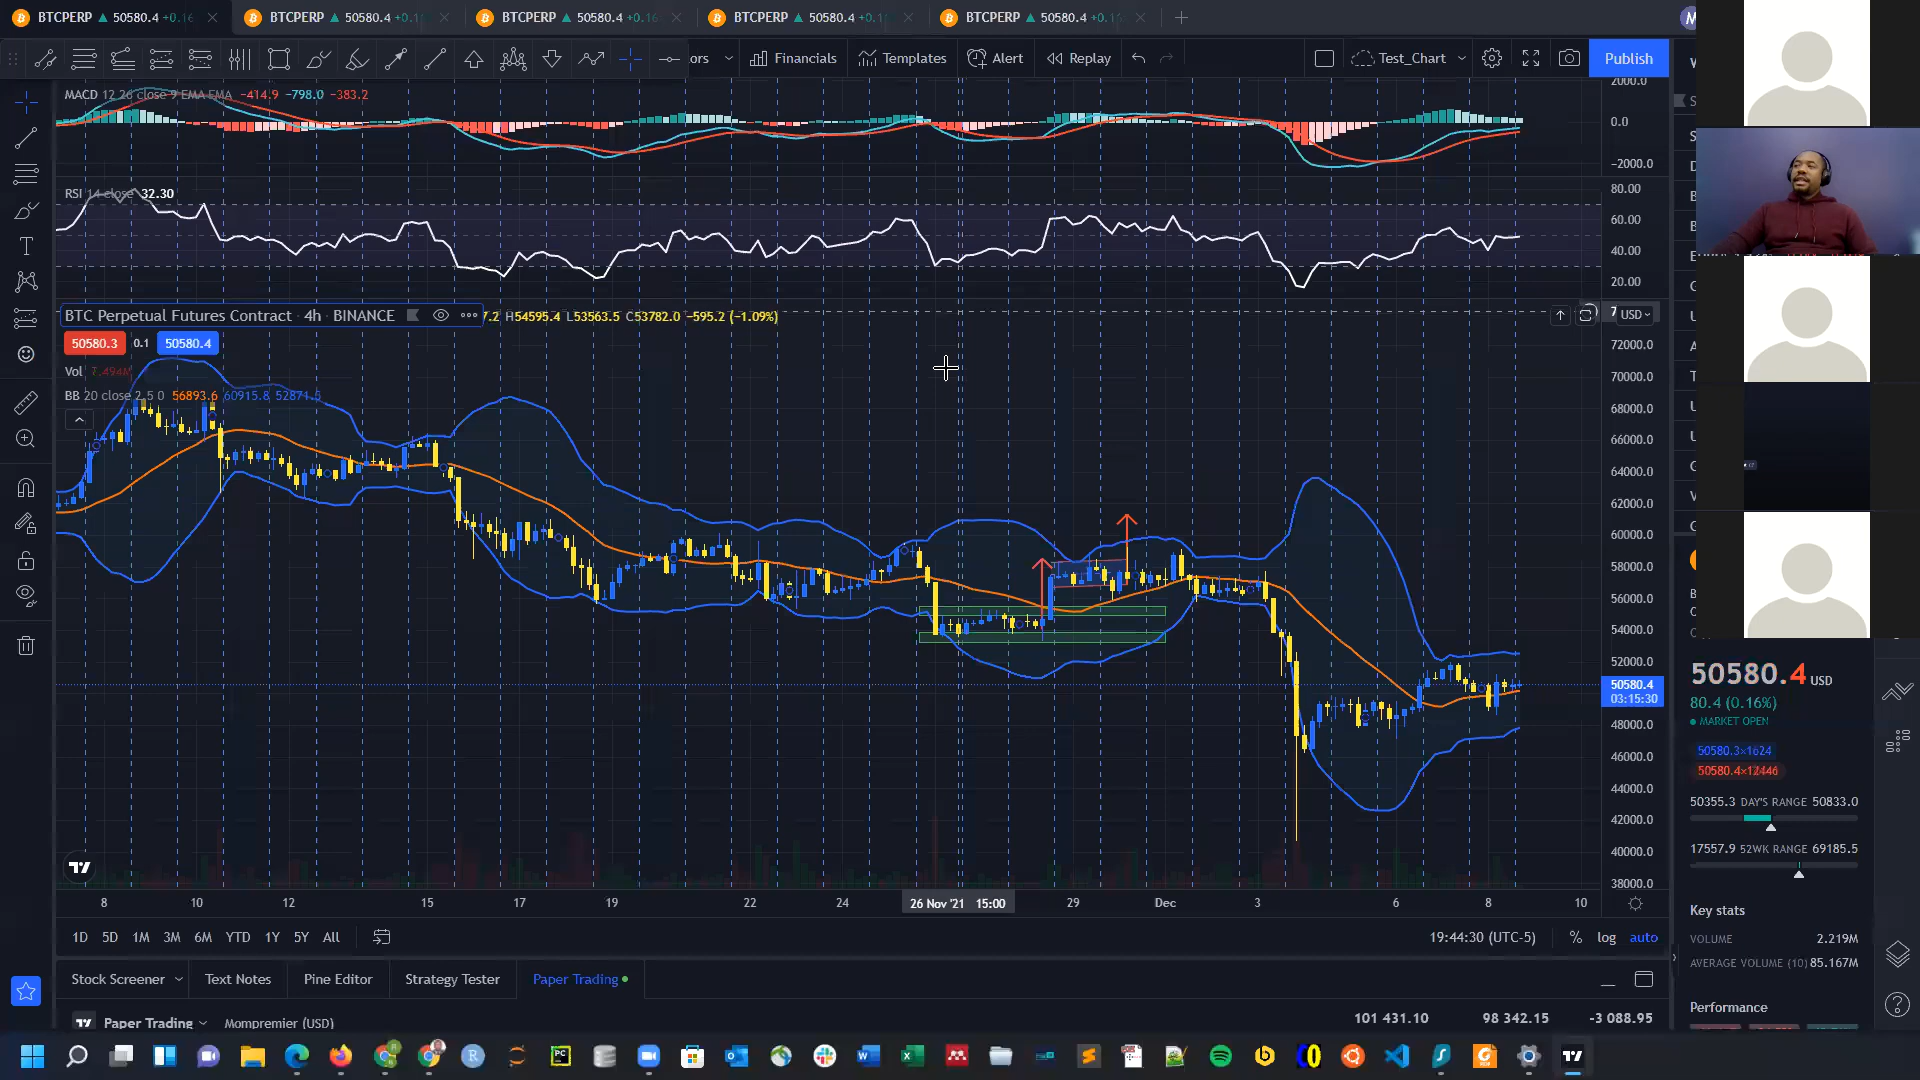 BTCPERP ▲ 50580.4 +0.16 BTCPERP ▲ 50580.4 +0.1 BTCPERP ▲ 50580.4 +0.16 BTCPERP ▲ 50580.4 +0.1 BTCPERP ▲ 50580.4 +0.1
ors Financials Templates Alert Replay Test_Chart Publish
MACD 12 26 close 9 EMA EMA −414.9 −798.0 −383.2
2000.0
0.0
−2000.0
RSI 14 close 32.30
80.00
60.00
40.00
20.00
BTC Perpetual Futures Contract · 4h · BINANCE 7.2 H54595.4 L53563.5 C53782.0 −595.2 (−1.09%)
USD
50580.3 0.1 50580.4
Vol 7.494M
BB 20 close 2.5 0 56893.6 60915.8 52871.5
72000.0
70000.0
68000.0
66000.0
64000.0
62000.0
60000.0
58000.0
56000.0
54000.0
52000.0
50580.4
03:15:30
48000.0
46000.0
44000.0
42000.0
40000.0
38000.0
8 10 12 15 17 19 22 24 26 Nov '21 15:00 29 Dec 3 6 8 10
1D 5D 1M 3M 6M YTD 1Y 5Y All 19:44:30 (UTC-5) % log auto
Stock Screener Text Notes Pine Editor Strategy Tester Paper Trading
Paper Trading Mompremier (USD) 101 431.10 98 342.15 -3 088.95
50580.4 USD
80.4 (0.16%)
MARKET OPEN
50580.3×1624
50580.4×12446
50355.3 DAY'S RANGE 50833.0
17557.9 52WK RANGE 69185.5
Key stats
VOLUME 2.219M
AVERAGE VOLUME (10) 85.167M
Performance